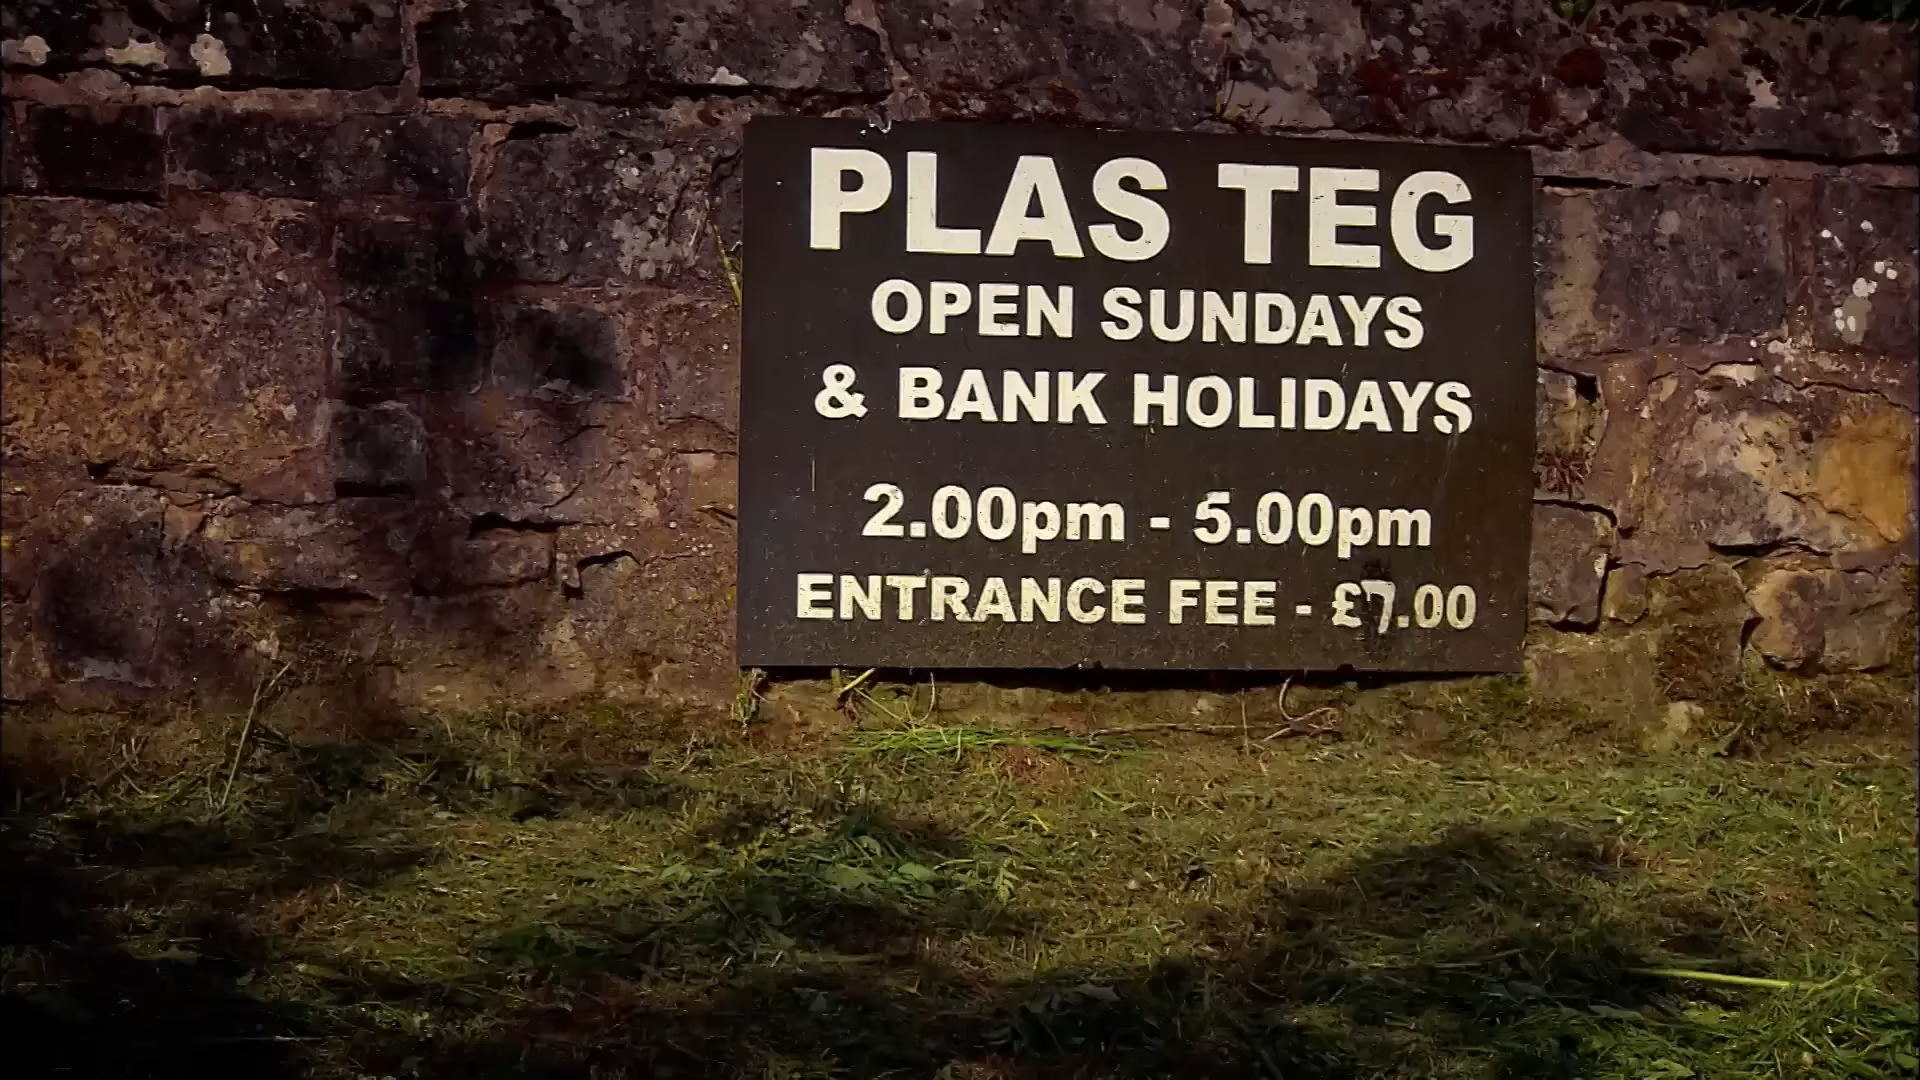 PLAS TEG
OPEN SUNDAYS
& BANK HOLIDAYS
2.00pm - 5.00pm
ENTRANCE FEE - £7.00